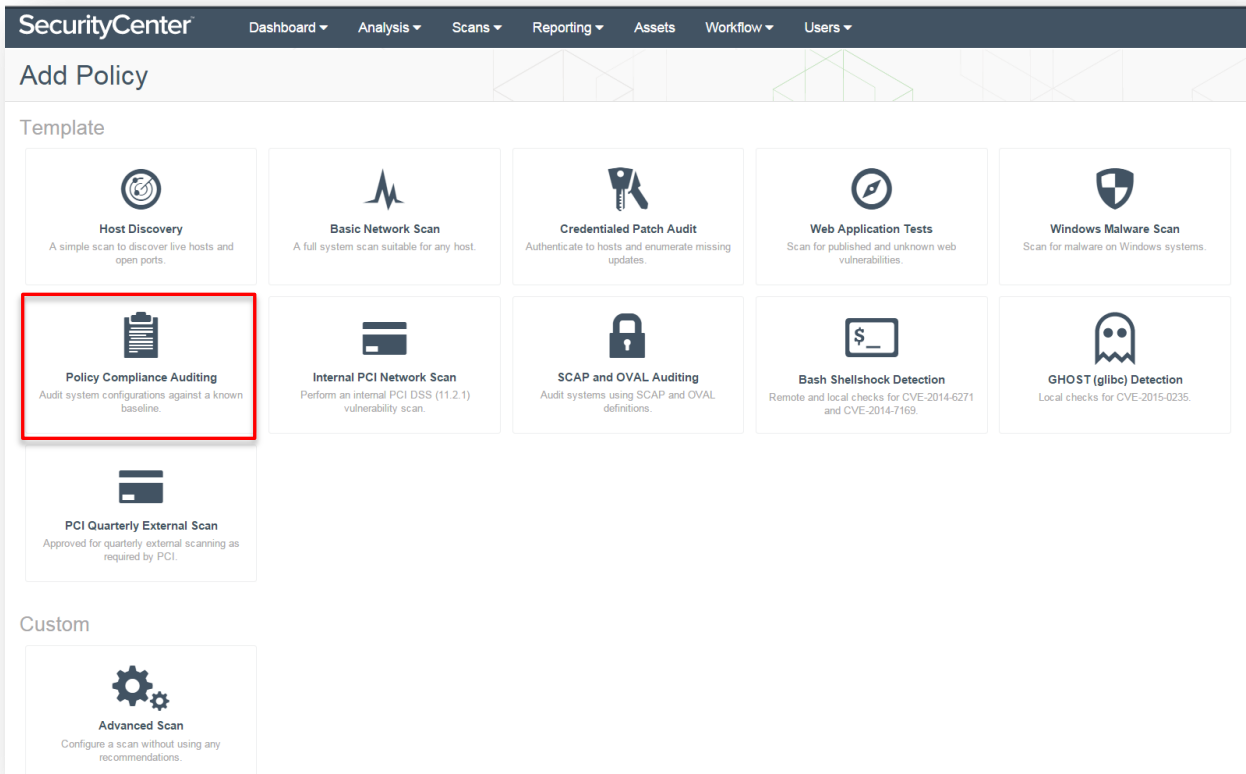 SecurityCenter
Dashboard Analysis Scans Reporting Assets Workflow Users
Add Policy
Template
Host Discovery
A simple scan to discover live hosts and
open ports.
Basic Network Scan
A full system scan suitable for any host.
Credentialed Patch Audit
Authenticate to hosts and enumerate missing
updates.
Web Application Tests
Scan for published and unknown web
vulnerabilities.
Windows Malware Scan
Scan for malware on Windows systems.
Policy Compliance Auditing
Audit system configurations against a known
baseline.
Internal PCI Network Scan
Perform an internal PCI DSS (11.2.1)
vulnerability scan.
SCAP and OVAL Auditing
Audit systems using SCAP and OVAL
definitions.
$_
Bash Shellshock Detection
Remote and local checks for CVE-2014-6271
and CVE-2014-7169.
GHOST (glibc) Detection
Local checks for CVE-2015-0235.
PCI Quarterly External Scan
Approved for quarterly external scanning as
required by PCI.
Custom
Advanced Scan
Configure a scan without using any
recommendations.